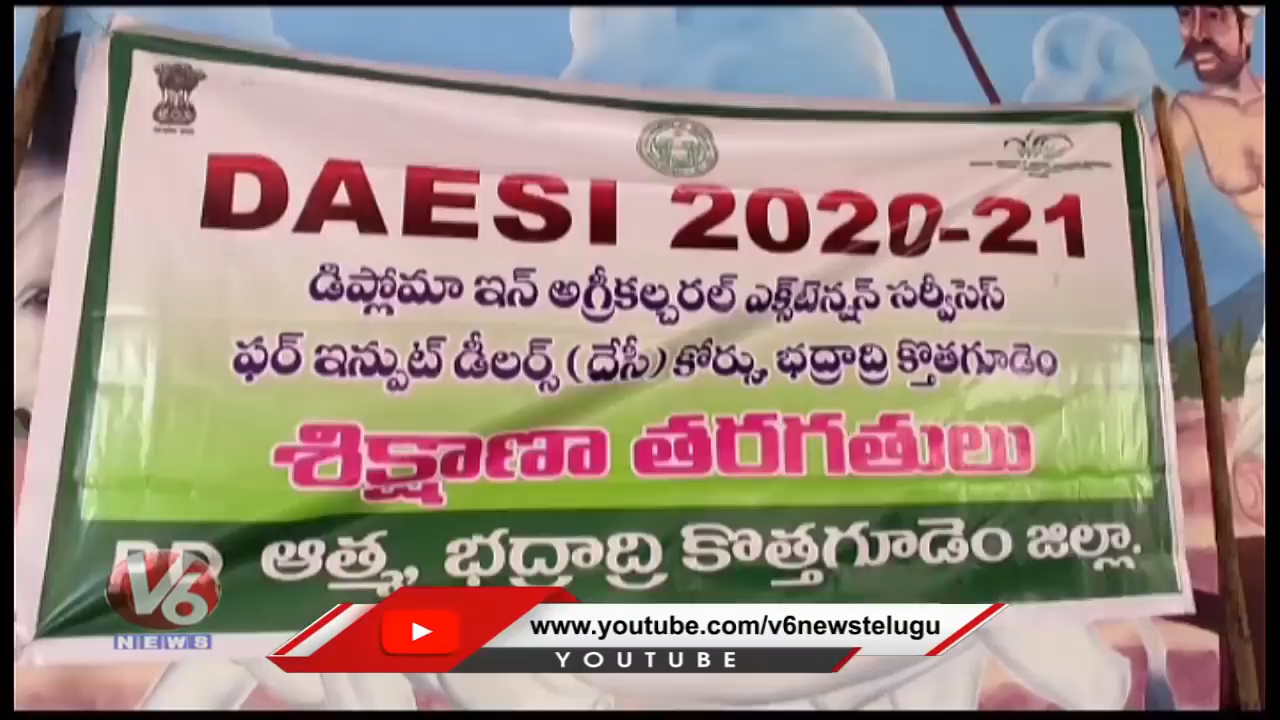 DAESI 2020-21
డిప్లోమా ఇన్ అగ్రికల్చరల్ ఎక్స్‌టెన్షన్ సర్వీసెస్
ఫర్ ఇన్పుట్ డీలర్స్ (దేసీ) కోర్సు, భద్రాద్రి కొత్తగూడెం
శిక్షాణా తరగతులు
ఆత్మ, భద్రాద్రి కొత్తగూడెం జిల్లా.
V6
NEWS
www.youtube.com/v6newstelugu
YOUTUBE